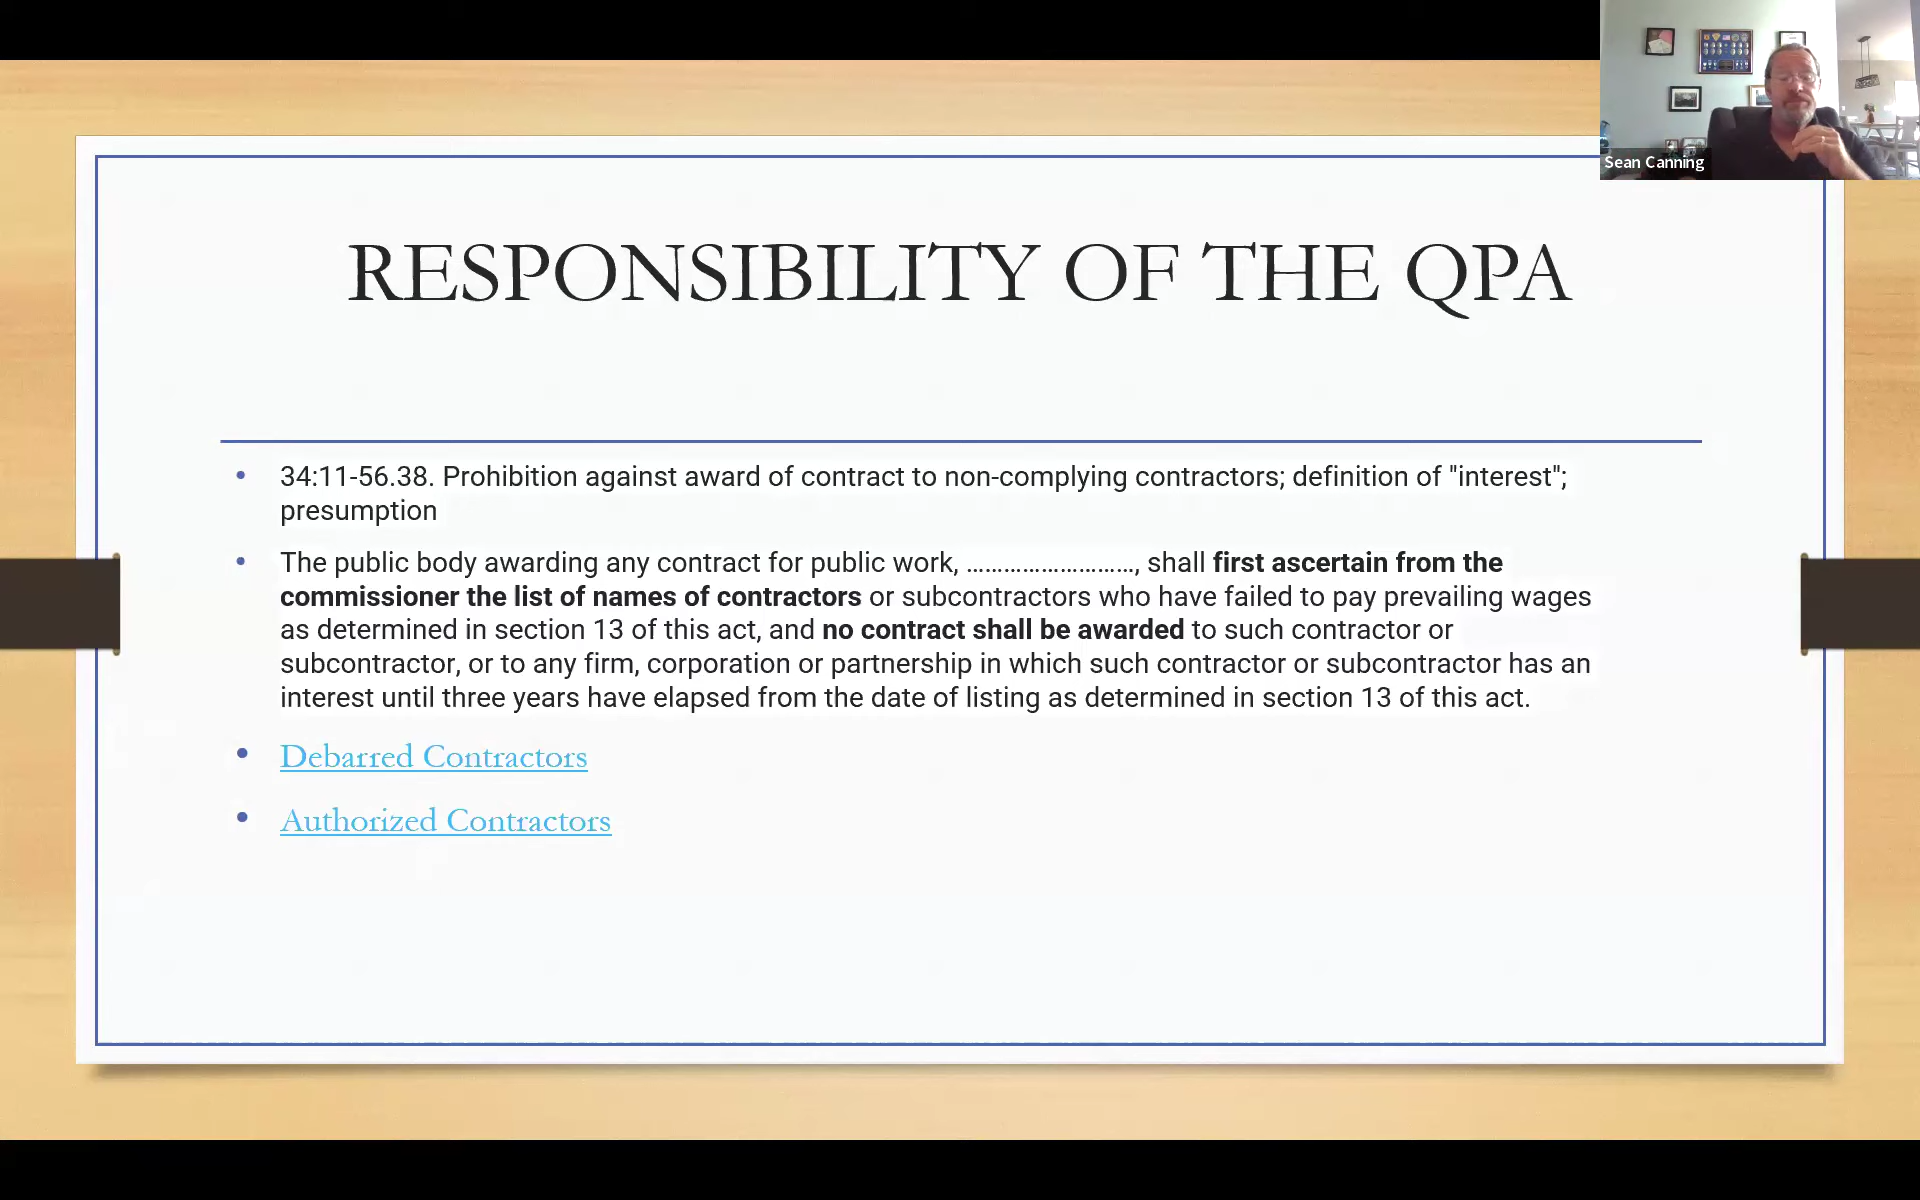 Sean Canning
RESPONSIBILITY OF THE QPA
• 34:11-56.38. Prohibition against award of contract to non-complying contractors; definition of "interest";
presumption
• The public body awarding any contract for public work, ..........................., shall first ascertain from the
commissioner the list of names of contractors or subcontractors who have failed to pay prevailing wages
as determined in section 13 of this act, and no contract shall be awarded to such contractor or
subcontractor, or to any firm, corporation or partnership in which such contractor or subcontractor has an
interest until three years have elapsed from the date of listing as determined in section 13 of this act.
• Debarred Contractors
• Authorized Contractors